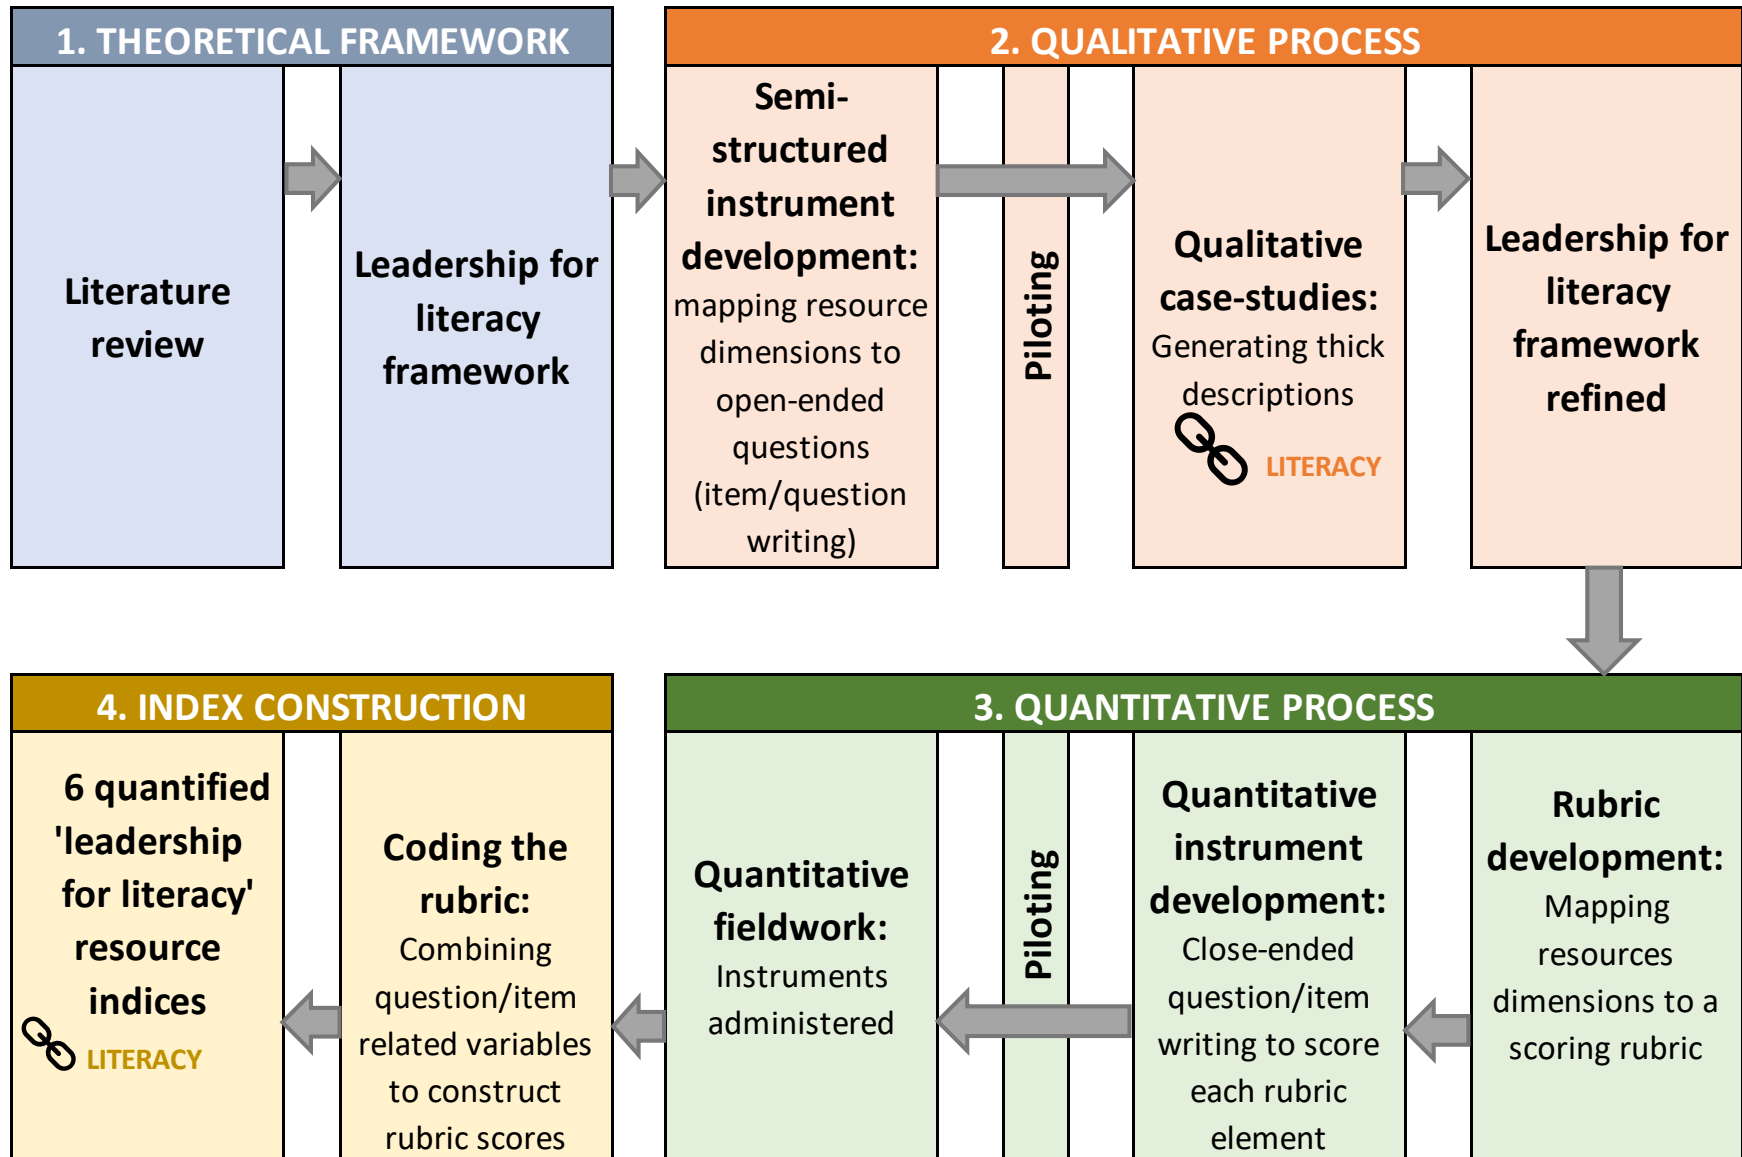 1. THEORETICAL FRAMEWORK
Literature
review
Leadership for
literacy
framework
2. QUALITATIVE PROCESS
Semi-
structured
instrument
development:
mapping resource
dimensions to
open-ended
questions
(item/question
writing)
Piloting
Qualitative
case-studies:
Generating thick
descriptions
LITERACY
Leadership for
literacy
framework
refined
3. QUANTITATIVE PROCESS
Rubric
development:
Mapping
resources
dimensions to a
scoring rubric
Quantitative
instrument
development:
Close-ended
question/item
writing to score
each rubric
element
Piloting
Quantitative
fieldwork:
Instruments
administered
4. INDEX CONSTRUCTION
Coding the
rubric:
Combining
question/item
related variables
to construct
rubric scores
6 quantified
'leadership
for literacy'
resource
indices
LITERACY